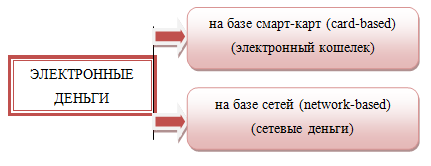 ЭЛЕКТРОННЫЕ
ДЕНЬГИ
на базе смарт-карт (card-based)
(электронный кошелек)
на базе сетей (network-based)
(сетевые деньги)